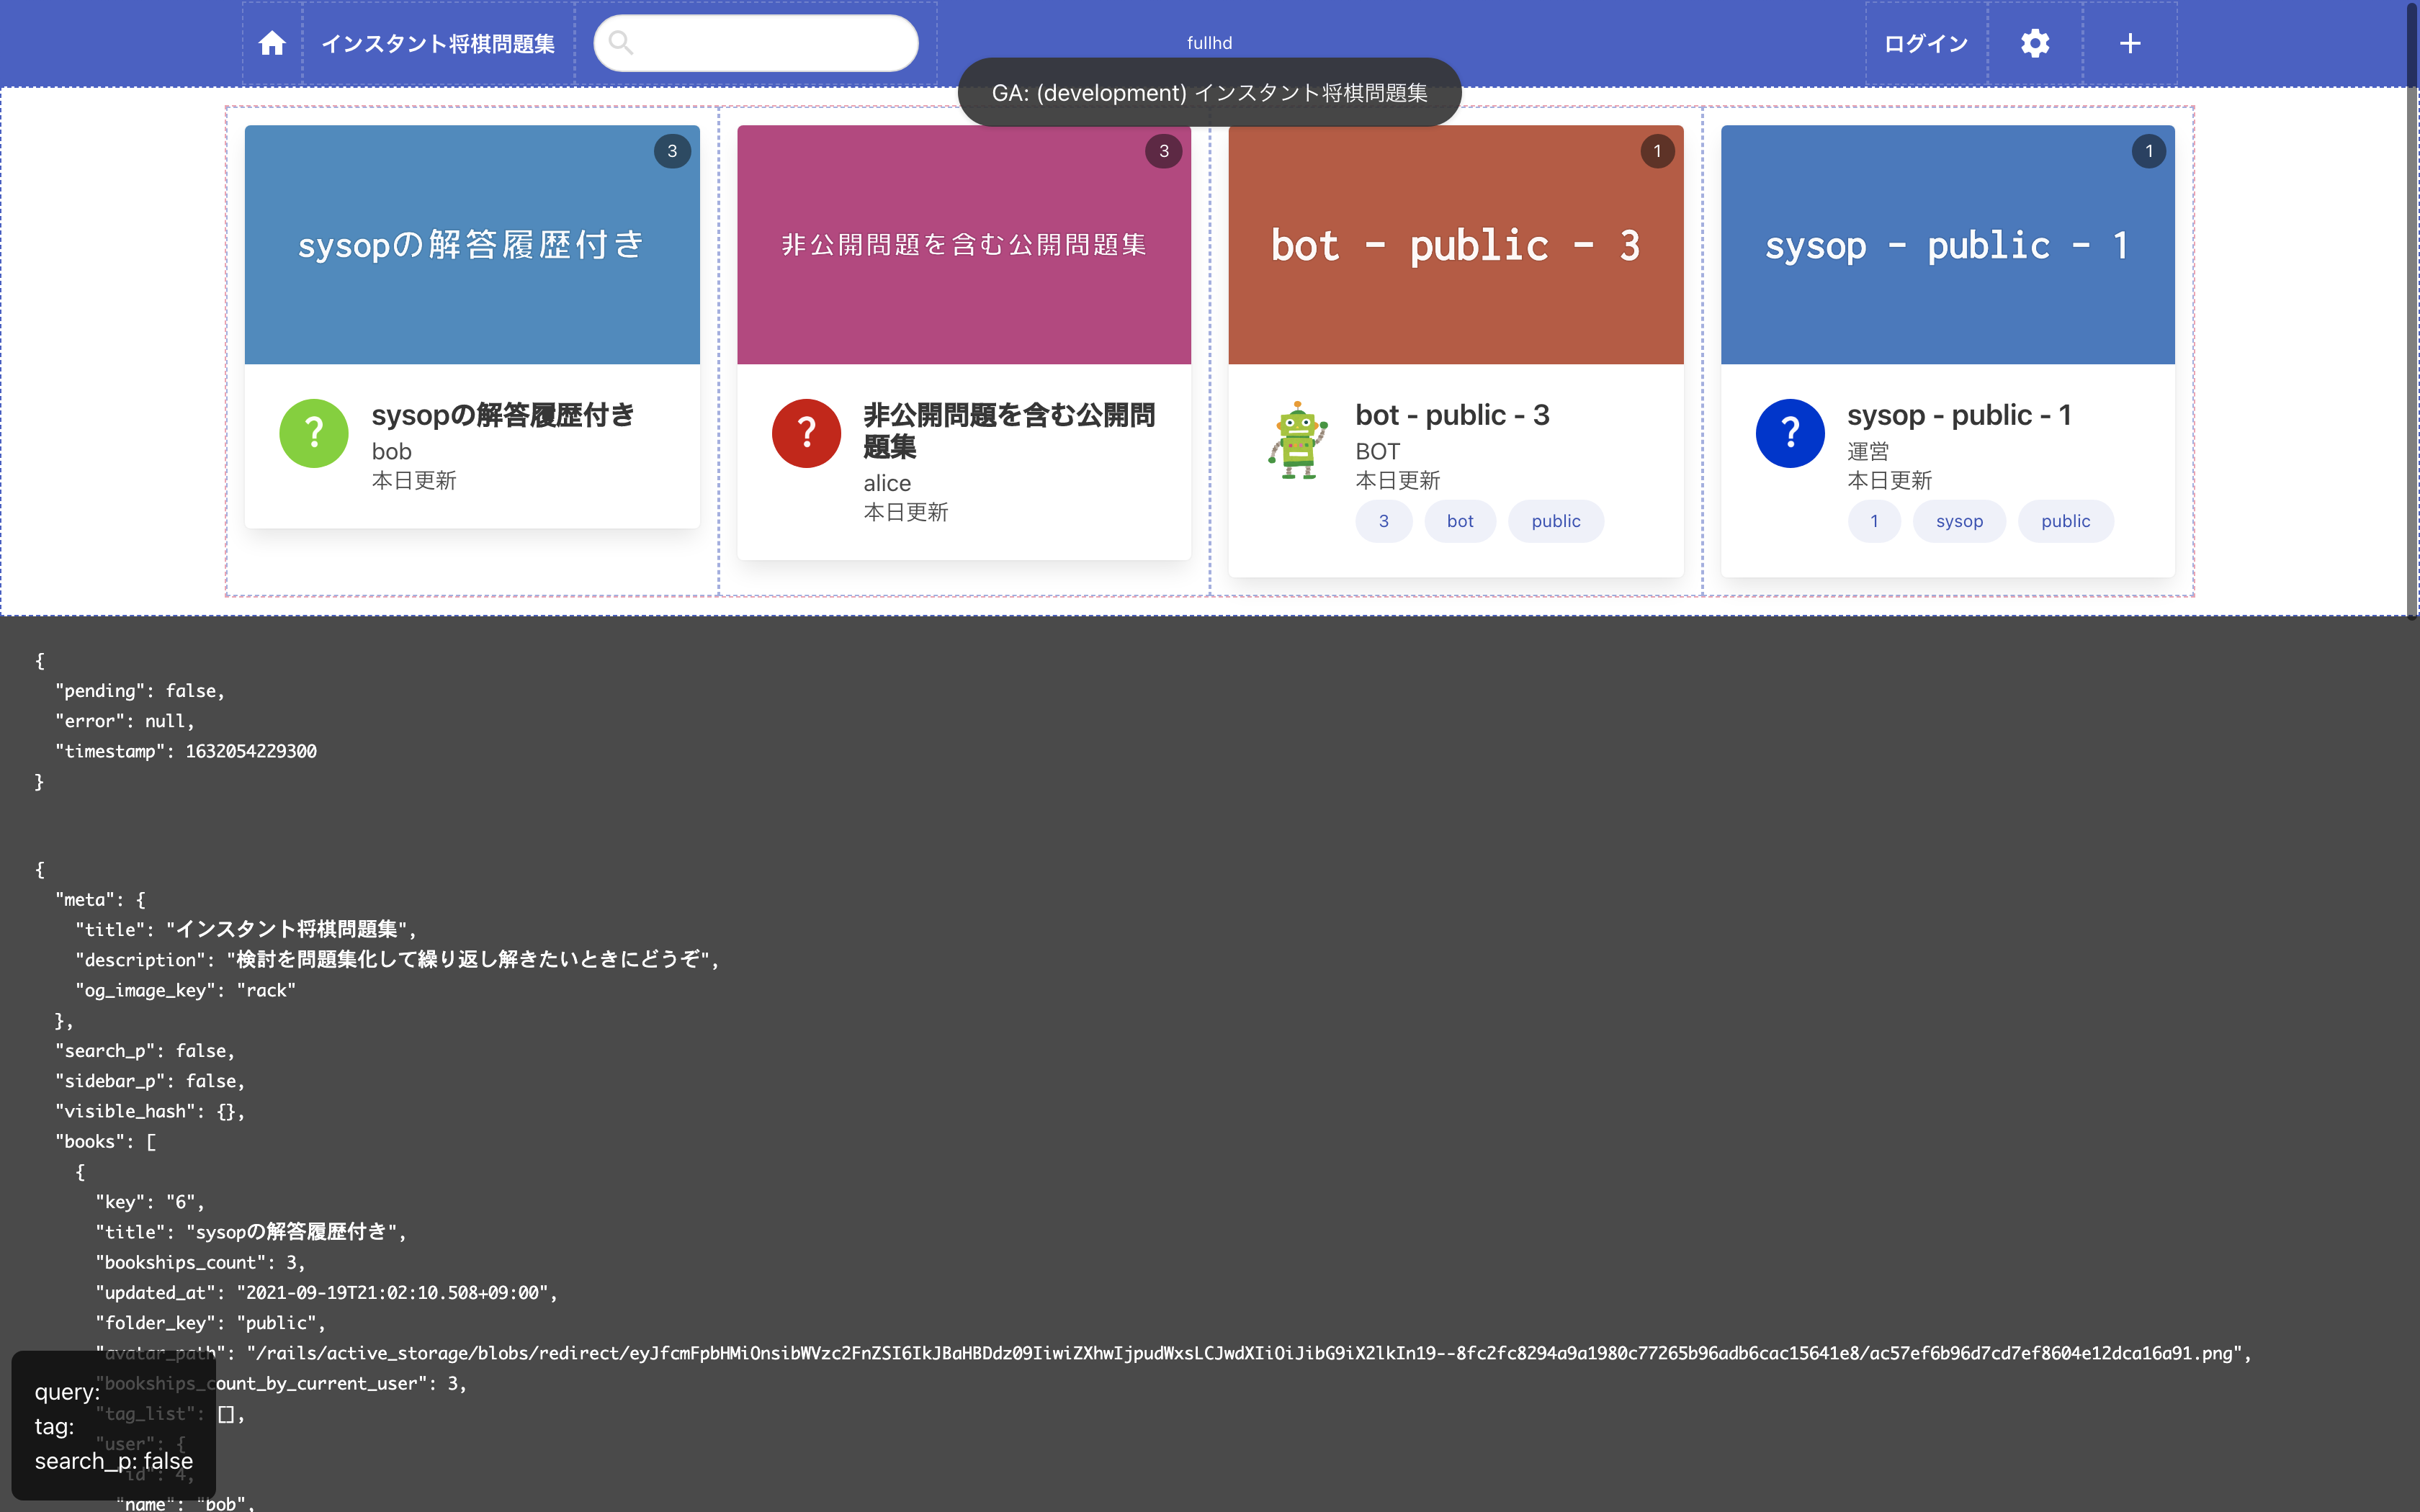 インスタント将棋問題集
fullhd
ログイン
GA: (development) インスタント将棋問題集
3
sysopの解答履歴付き
?
sysopの解答履歴付き
bob
本日更新
3
非公開問題を含む公開問題集
?
非公開問題を含む公開問
題集
alice
本日更新
1
bot - public - 3
bot - public - 3
BOT
本日更新
3 bot public
1
sysop - public - 1
?
sysop - public - 1
運営
本日更新
1 sysop public
{
"pending": false,
"error": null,
"timestamp": 1632054229300
}
{
"meta": {
"title": "インスタント将棋問題集",
"description": "検討を問題集化して繰り返し解きたいときにどうぞ",
"og_image_key": "rack"
},
"search_p": false,
"sidebar_p": false,
"visible_hash": {},
"books": [
{
"key": "6",
"title": "sysopの解答履歴付き",
"bookships_count": 3,
"updated_at": "2021-09-19T21:02:10.508+09:00",
"folder_key": "public",
"avatar_path": "/rails/active_storage/blobs/redirect/eyJfcmFpbHMiOnsibWVzc2FnZSI6IkJBaHBDdz09IiwiZXhwIjpudWxsLCJwdXIiOiJibG9iX2lkIn19--8fc2fc8294a9a1980c77265b96adb6cac15641e8/ac57ef6b96d7cd7ef8604e12dca16a91.png",
"bookships_count_by_current_user": 3,
"tag_list": [],
"user": {
"id": 4,
"name": "bob",
query:
tag:
search_p: false